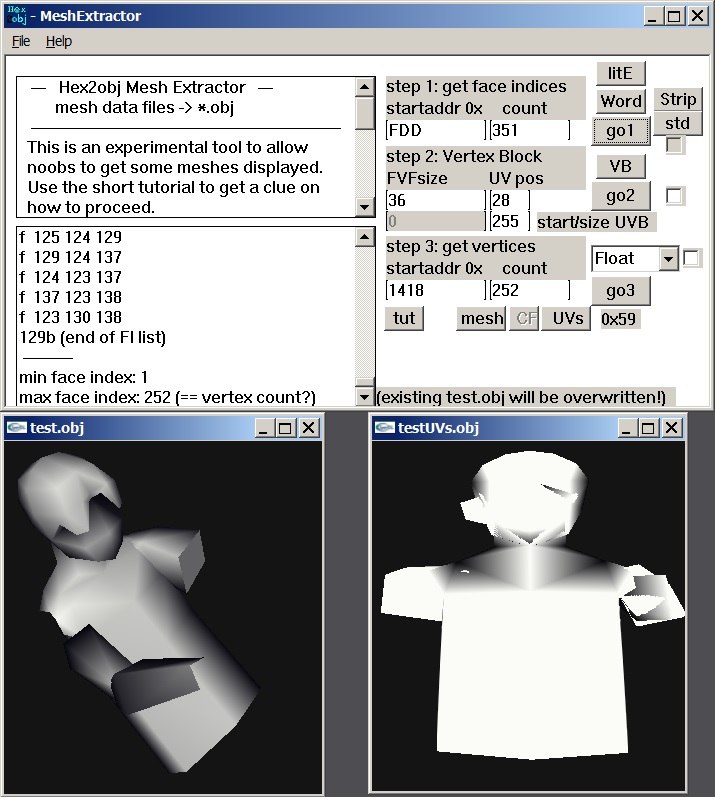 Hex obj - MeshExtractor
File Help
— Hex2obj Mesh Extractor —
mesh data files -> *.obj
This is an experimental tool to allow
noobs to get some meshes displayed.
Use the short tutorial to get a clue on
how to proceed.
f 125 124 129
f 129 124 137
f 124 123 137
f 137 123 138
f 123 130 138
129b (end of FI list)
min face index: 1
max face index: 252 (== vertex count?)
step 1: get face indices
startaddr 0x count
FDD 351
litE
Word
go1
Strip
std
step 2: Vertex Block
FVFsize UV pos
36 28
0 255 start/size UVB
VB
go2
step 3: get vertices
startaddr 0x count
1418 252
Float
go3
tut mesh CF UVs 0x59
(existing test.obj will be overwritten!)
test.obj
testUVs.obj